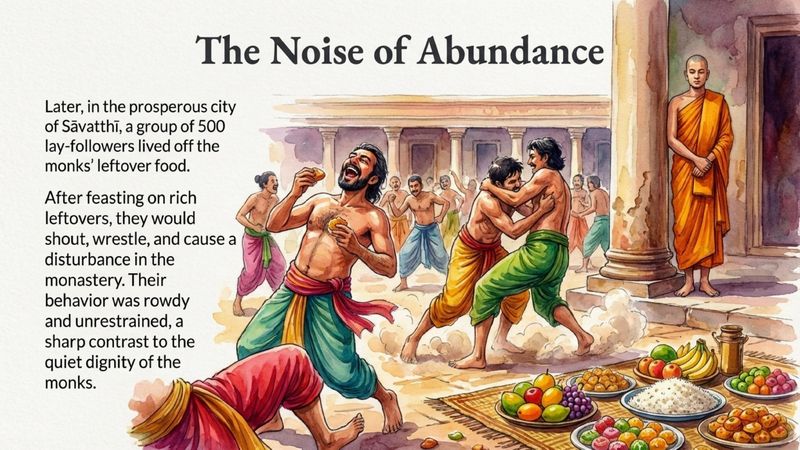 The Noise of Abundance
Later, in the prosperous city
of Sāvatthī, a group of 500
lay-followers lived off the
monks’ leftover food.
After feasting on rich
leftovers, they would
shout, wrestle, and cause a
disturbance in the
monastery. Their
behavior was rowdy
and unrestrained, a
sharp contrast to the
quiet dignity of the
monks.